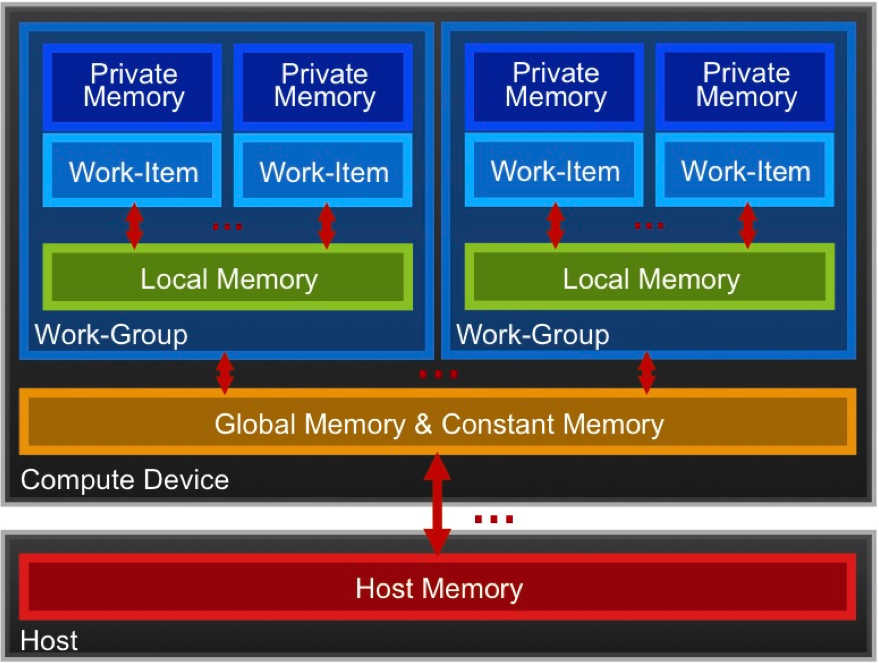 Private
Memory
Private
Memory
Private
Memory
Private
Memory
Work-Item
Work-Item
Work-Item
Work-Item
...
...
Local Memory
Local Memory
Work-Group
Work-Group
...
Global Memory & Constant Memory
Compute Device
...
Host Memory
Host